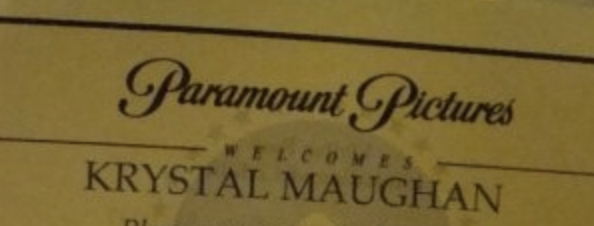 Paramount Pictures
WELCOMES
KRYSTAL MAUGHAN